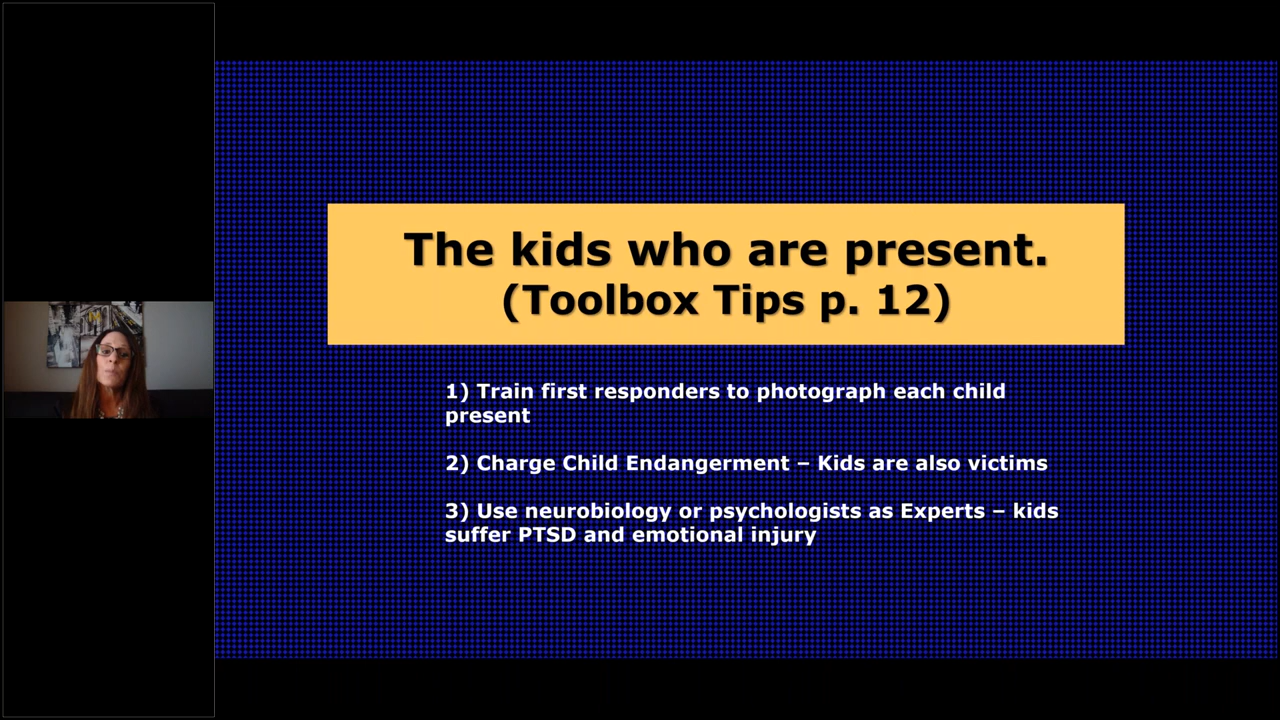 The kids who are present.
(Toolbox Tips p. 12)
1) Train first responders to photograph each child
present
2) Charge Child Endangerment – Kids are also victims
3) Use neurobiology or psychologists as Experts – kids
suffer PTSD and emotional injury